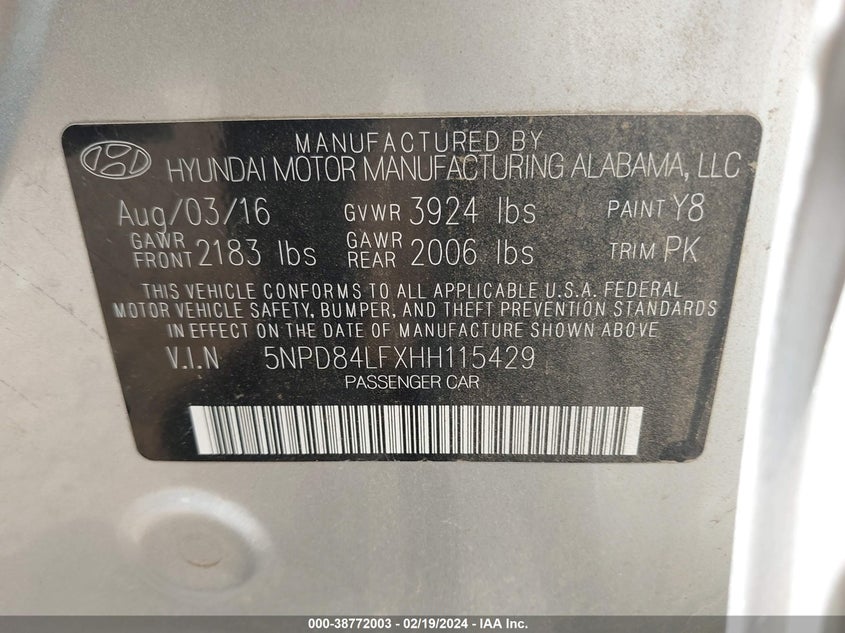 MANUFACTURED BY
HYUNDAI MOTOR MANUFACTURING ALABAMA, LLC
Aug/03/16 GVWR 3924 lbs PAINT Y8
GAWR FRONT 2183 lbs GAWR REAR 2006 lbs TRIM PK
THIS VEHICLE CONFORMS TO ALL APPLICABLE U.S.A. FEDERAL
MOTOR VEHICLE SAFETY, BUMPER, AND THEFT PREVENTION STANDARDS
IN EFFECT ON THE DATE OF MANUFACTURE SHOWN ABOVE
V.I.N 5NPD84LFXHH115429
PASSENGER CAR
000-38772003 - 02/19/2024 - IAA Inc.